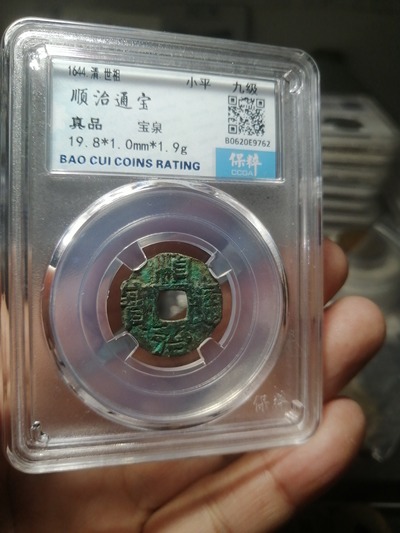 1644 清 世祖
小平 九级
顺治通宝
真品 宝泉
B0620E9762
19.8*1.0mm*1.9g
保粹
CCGA
BAO CUI COINS RATING